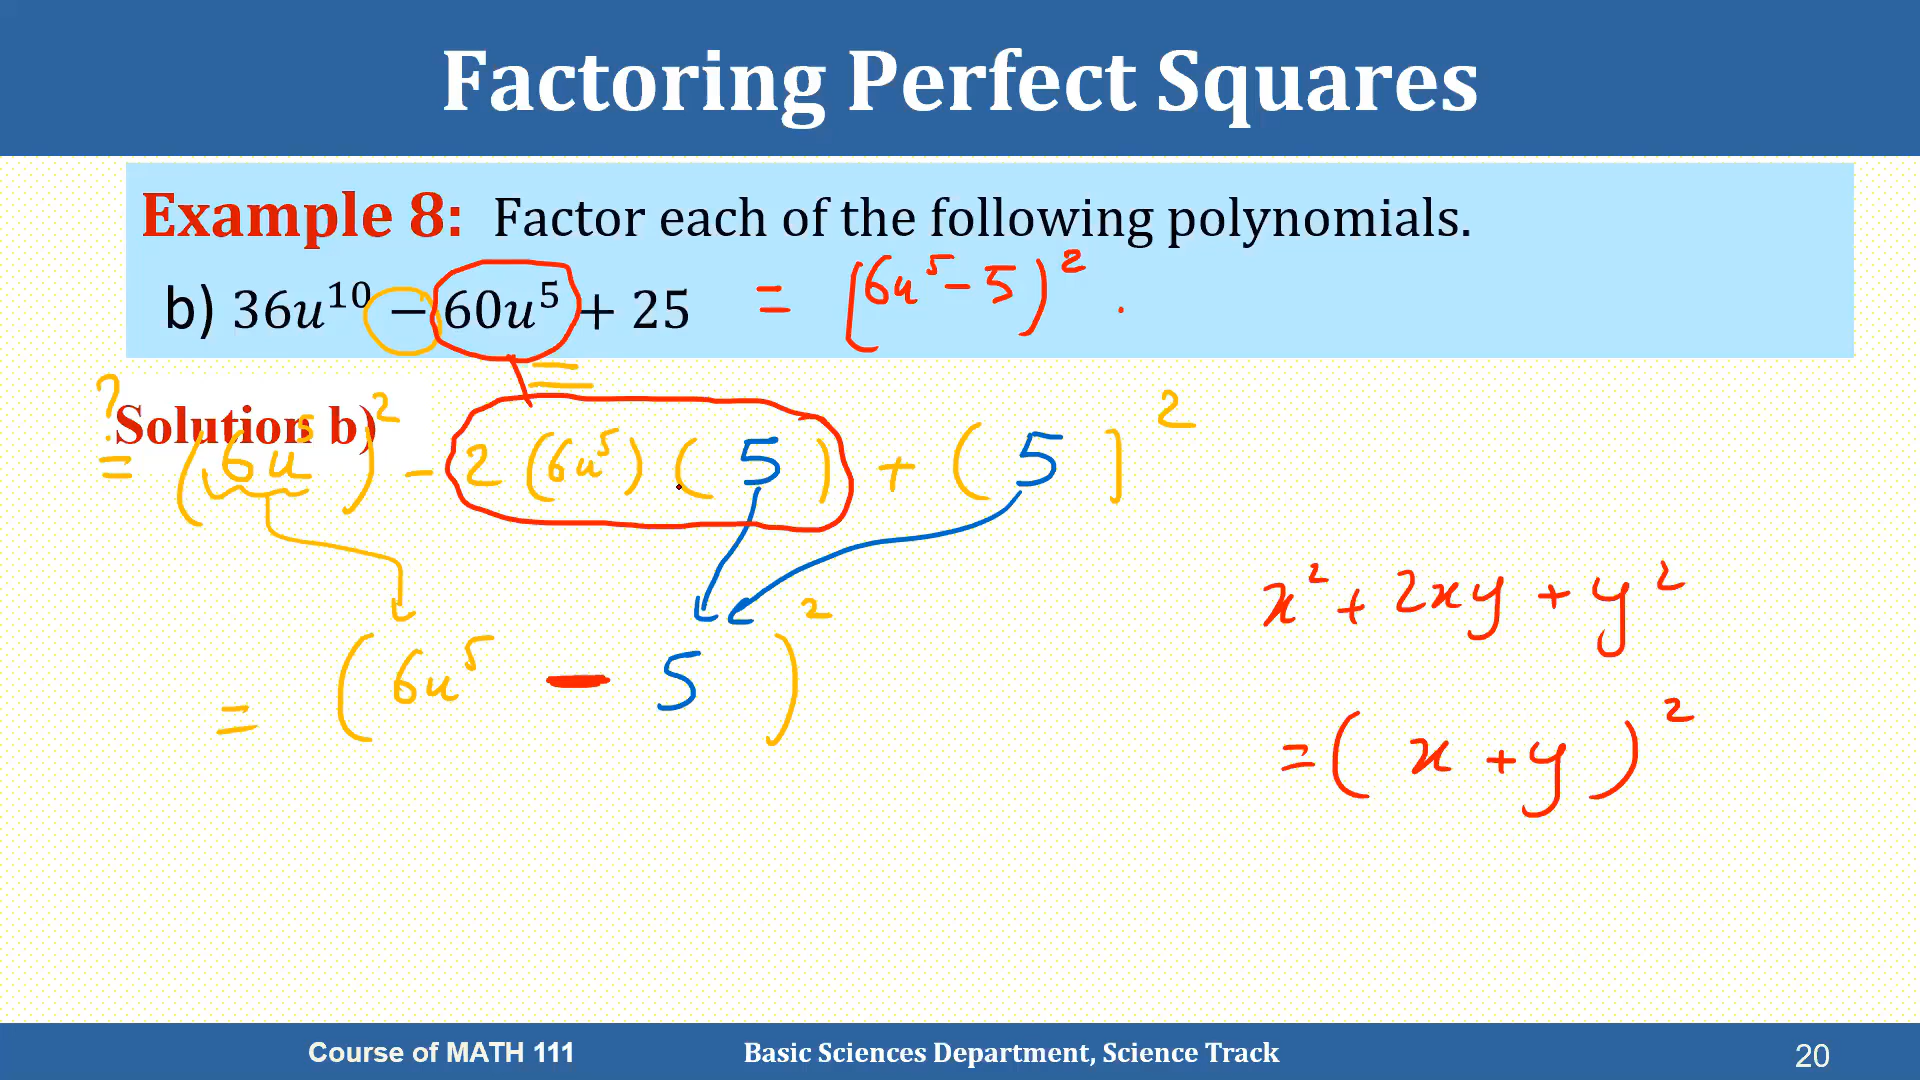 Factoring Perfect Squares
Example 8: Factor each of the following polynomials.
b) 36u¹⁰ − 60u⁵ + 25 = (6u⁵ − 5)² .
Solution b)
?
= (6u⁵)² − 2(6u⁵)(5) + (5)²
x² + 2xy + y²
= (6u⁵ − 5)²
= (x + y)²
Course of MATH 111 Basic Sciences Department, Science Track 20